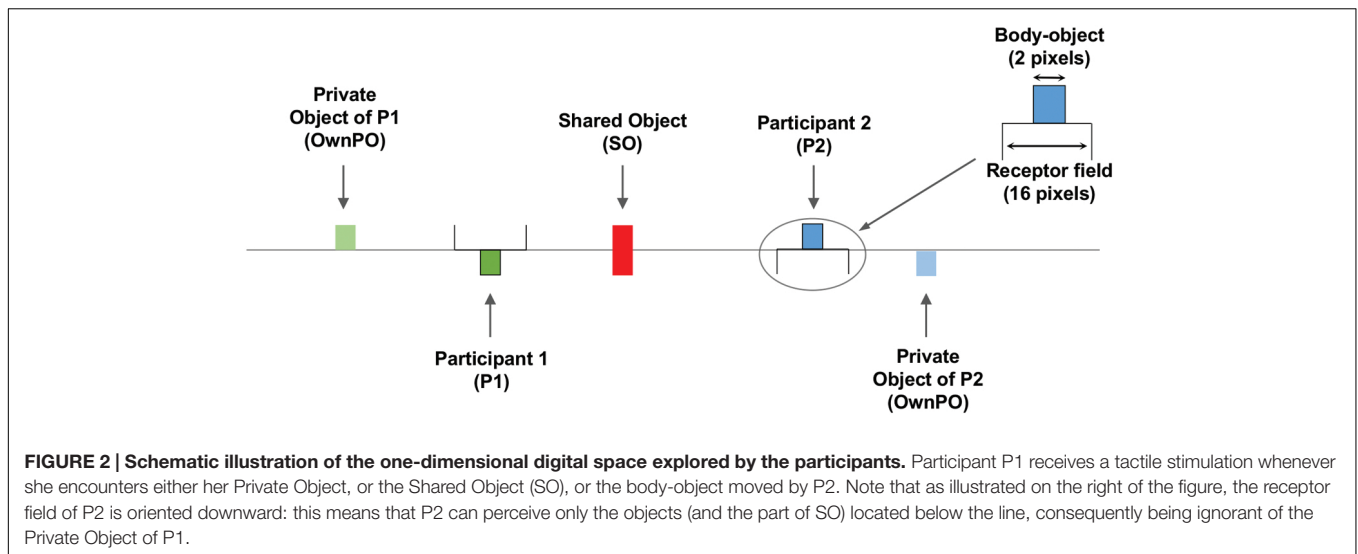 Body-object
(2 pixels)
Private
Object of P1
(OwnPO)
Shared Object
(SO)
Participant 2
(P2)
Receptor field
(16 pixels)
Participant 1
(P1)
Private
Object of P2
(OwnPO)
FIGURE 2 | Schematic illustration of the one-dimensional digital space explored by the participants. Participant P1 receives a tactile stimulation whenever
she encounters either her Private Object, or the Shared Object (SO), or the body-object moved by P2. Note that as illustrated on the right of the figure, the receptor
field of P2 is oriented downward: this means that P2 can perceive only the objects (and the part of SO) located below the line, consequently being ignorant of the
Private Object of P1.